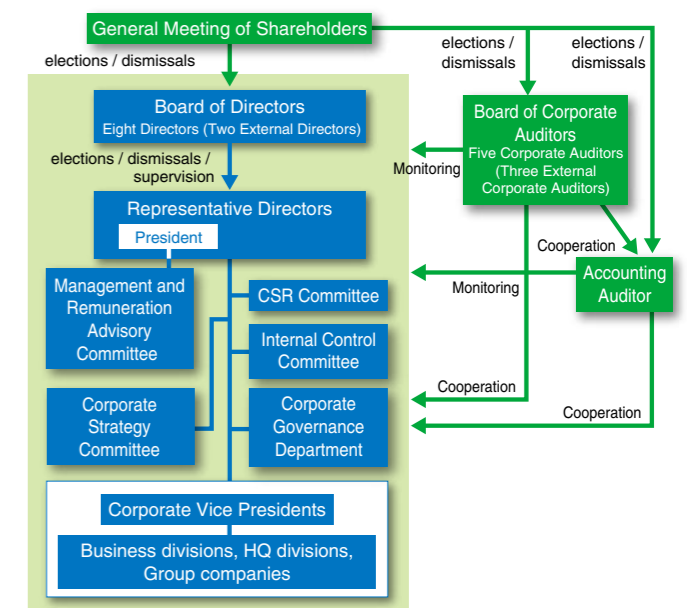 General Meeting of Shareholders
elections / dismissals
elections /
dismissals
elections /
dismissals
Board of Directors
Eight Directors (Two External Directors)
Board of Corporate
Auditors
Five Corporate Auditors
(Three External
Corporate Auditors)
Monitoring
elections / dismissals /
supervision
Representative Directors
President
Cooperation
Accounting
Auditor
Monitoring
Management and
Remuneration
Advisory
Committee
CSR Committee
Internal Control
Committee
Cooperation
Corporate
Strategy
Committee
Corporate
Governance
Department
Cooperation
Corporate Vice Presidents
Business divisions, HQ divisions,
Group companies